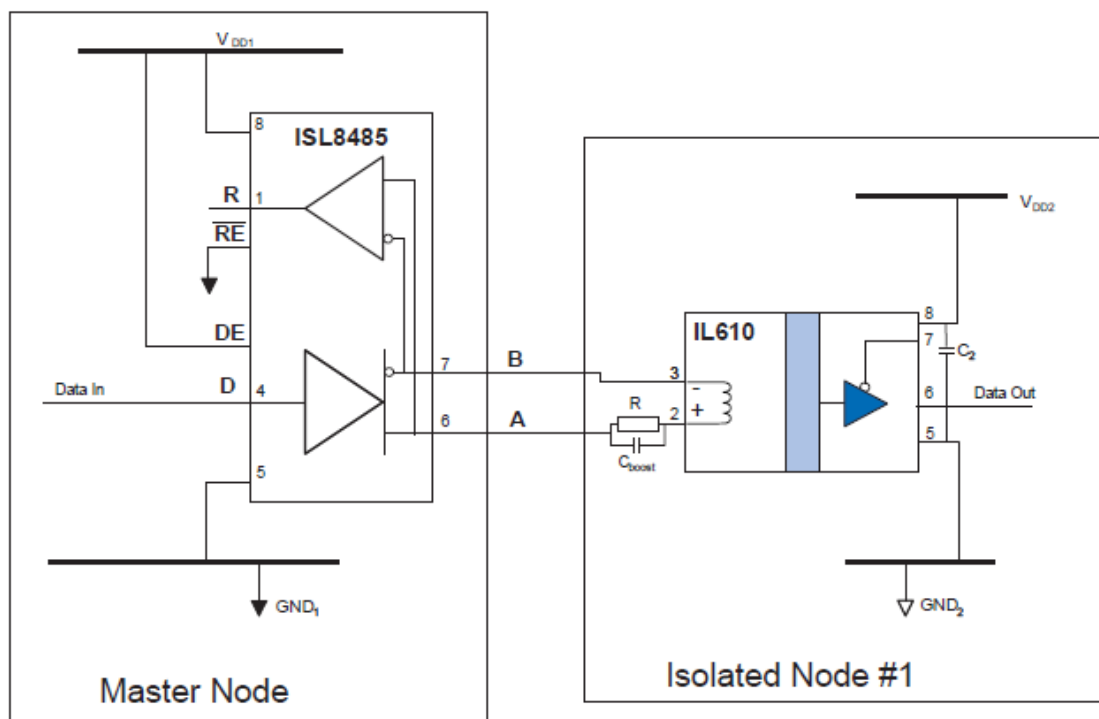 V DD1
8
ISL8485
R
1
RE
DE
Data In
D
4
7
B
6
A
5
GND1
Master Node
VDD2
IL610
8
7
C2
3
-
R
2
+
6
Data Out
5
Cboost
GND2
Isolated Node #1